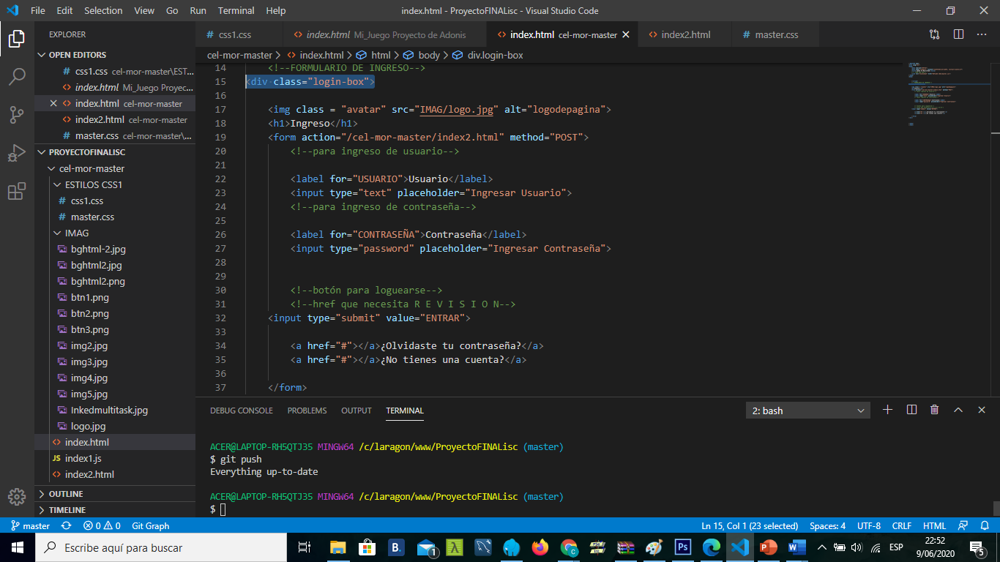 File Edit Selection View Go Run Terminal Help
index.html - ProyectoFINALisc - Visual Studio Code
EXPLORER
OPEN EDITORS
css1.css cel-mor-master\EST...
index.html Mi_Juego Proyec...
index.html cel-mor-master
index2.html cel-mor-master
master.css cel-mor-master\...
PROYECTOFINALISC
cel-mor-master
ESTILOS CSS1
css1.css
master.css
IMAG
bghtml-2.jpg
bghtml2.jpg
bghtml2.png
btn1.png
btn2.png
btn3.png
img2.jpg
img3.jpg
img4.jpg
img5.jpg
Inkedmultitask.jpg
logo.jpg
index.html
JS index1.js
index2.html
OUTLINE
TIMELINE
css1.css
index.html Mi_Juego Proyecto de Adonis
index.html cel-mor-master
index2.html
master.css
cel-mor-master > index.html > html > body > div.login-box
14 <!--FORMULARIO DE INGRESO-->
15 <div class="login-box">
16
17 <img class = "avatar" src="IMAG/logo.jpg" alt="logodepagina">
18 <h1>Ingreso</h1>
19 <form action="/cel-mor-master/index2.html" method="POST">
20 <!--para ingreso de usuario-->
21
22 <label for="USUARIO">Usuario</label>
23 <input type="text" placeholder="Ingresar Usuario">
24 <!--para ingreso de contraseña-->
25
26 <label for="CONTRASEÑA">Contraseña</label>
27 <input type="password" placeholder="Ingresar Contraseña">
28
29
30 <!--botón para loguearse-->
31 <!--href que necesita R E V I S I O N-->
32 <input type="submit" value="ENTRAR">
33
34 <a href="#"></a>¿Olvidaste tu contraseña?</a>
35 <a href="#"></a>¿No tienes una cuenta?</a>
36
37 </form>
DEBUG CONSOLE PROBLEMS OUTPUT TERMINAL
2: bash
ACER@LAPTOP-RH5QTJ35 MINGW64 /c/laragon/www/ProyectoFINALisc (master)
$ git push
Everything up-to-date
ACER@LAPTOP-RH5QTJ35 MINGW64 /c/laragon/www/ProyectoFINALisc (master)
$
master 0 0 Git Graph
Ln 15, Col 1 (23 selected) Spaces: 4 UTF-8 CRLF HTML
Escribe aquí para buscar
B.
1
λ
Ps
ESP
22:52
9/06/2020
5